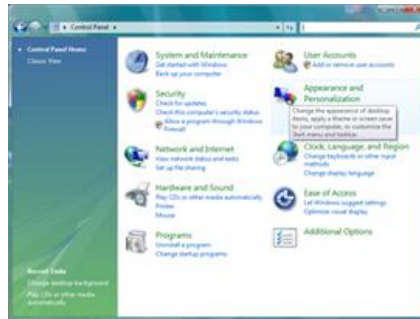 Control Panel
Control Panel Home
Classic View
System and Maintenance
Get started with Windows
Back up your computer
Security
Check for updates
Check this computer's security status
Allow a program through Windows Firewall
Network and Internet
View network status and tasks
Set up file sharing
Hardware and Sound
Play CDs or other media automatically
Printer
Mouse
Programs
Uninstall a program
Change startup programs
User Accounts
Add or remove user accounts
Appearance and
Personalization
Change the appearance of desktop
items, apply a theme or screen saver
to your computer, or customize the
Start menu and taskbar.
Clock, Language, and Region
Change keyboards or other input
methods
Change display language
Ease of Access
Let Windows suggest settings
Optimize visual display
Additional Options
Recent Tasks
Change desktop background
Play CDs or other media
automatically